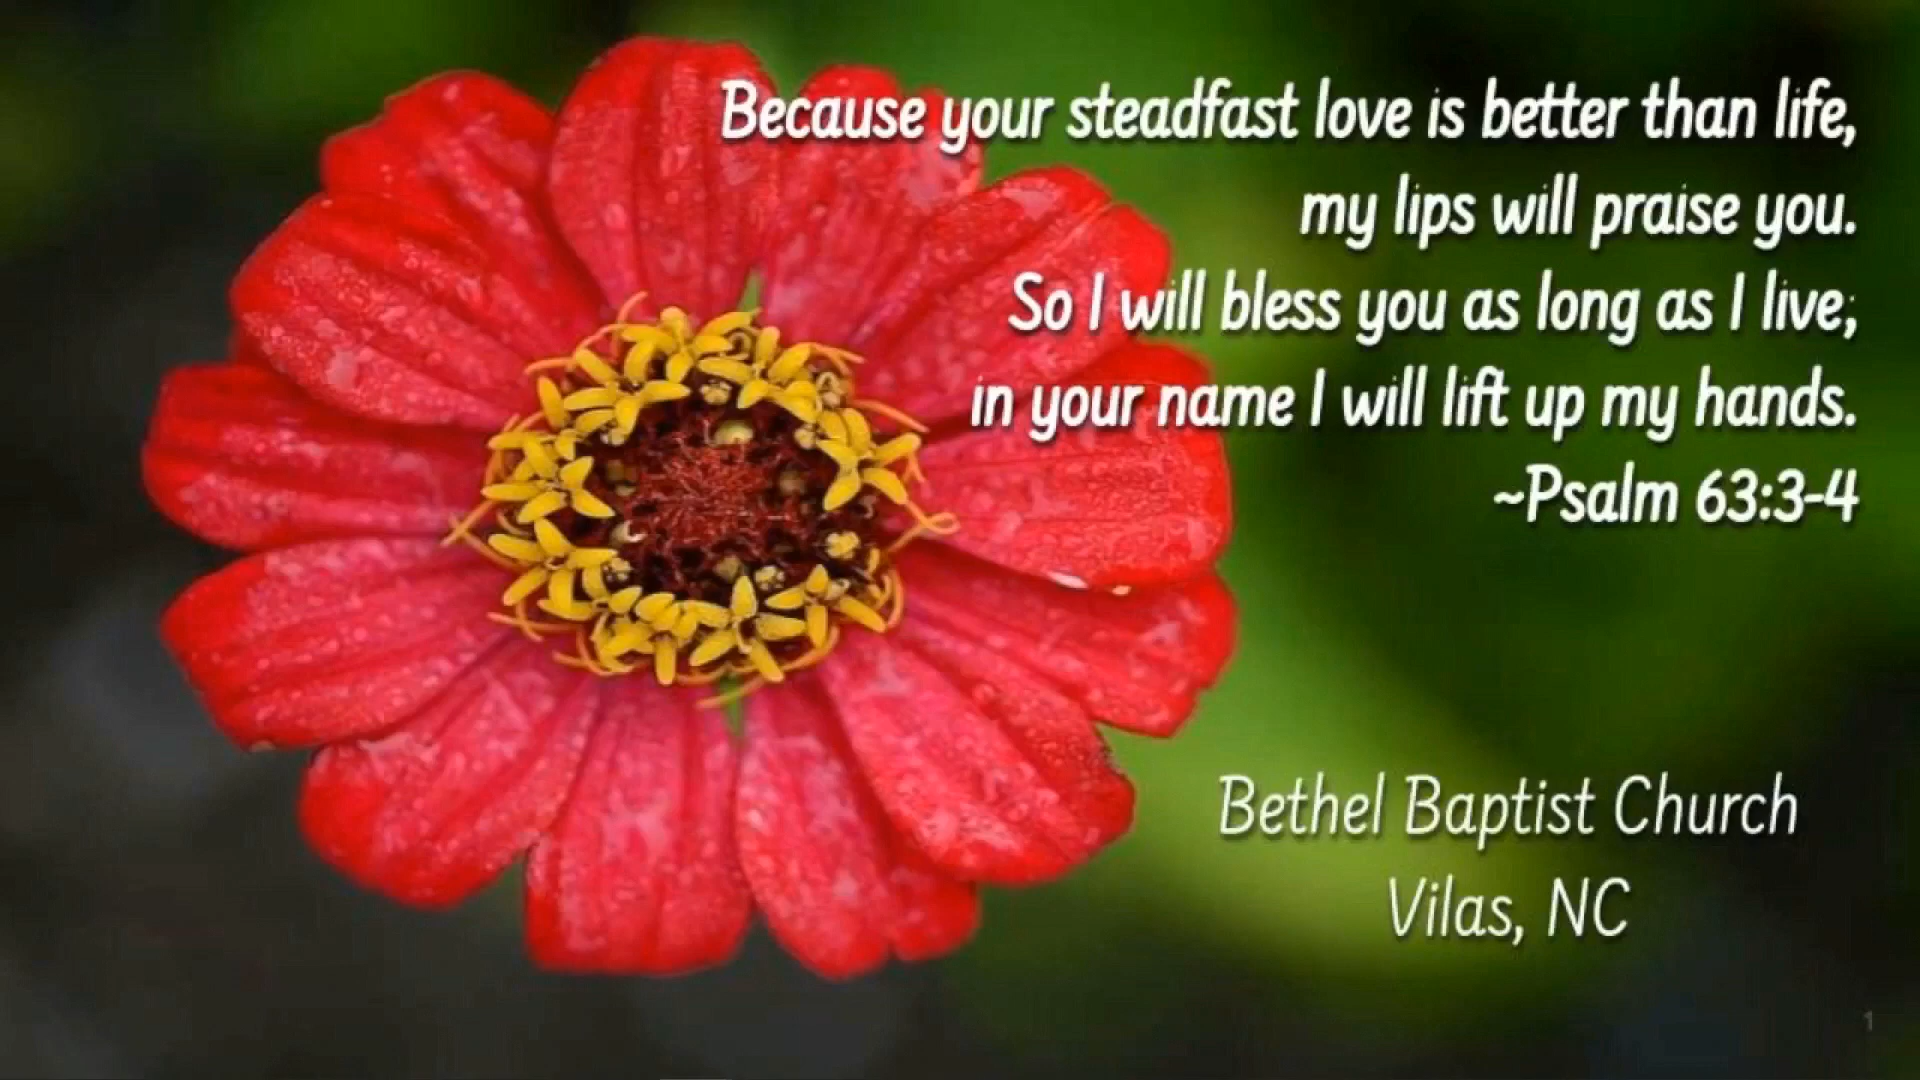 Because your steadfast love is better than life,
my lips will praise you.
So I will bless you as long as I live;
in your name I will lift up my hands.
~Psalm 63:3-4
Bethel Baptist Church
Vilas, NC
1